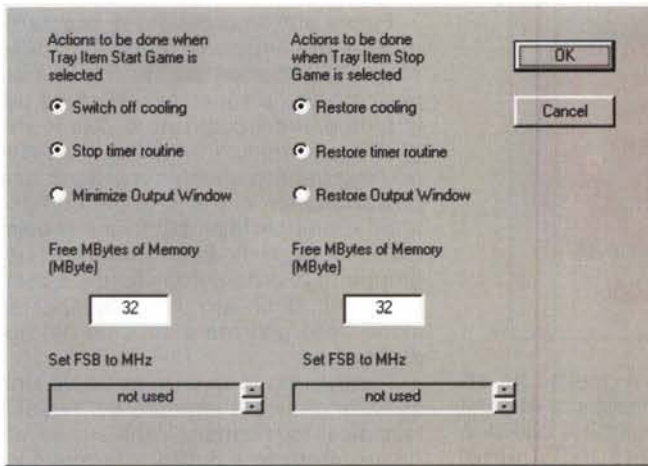 Actions to be done when
Tray Item Start Game is
selected
Switch off cooling
Stop timer routine
Minimize Output Window
Free MBytes of Memory
(MByte)
32
Set FSB to MHz
not used
Actions to be done
when Tray Item Stop
Game is selected
Restore cooling
Restore timer routine
Restore Output Window
Free MBytes of Memory
(MByte)
32
Set FSB to MHz
not used
OK
Cancel